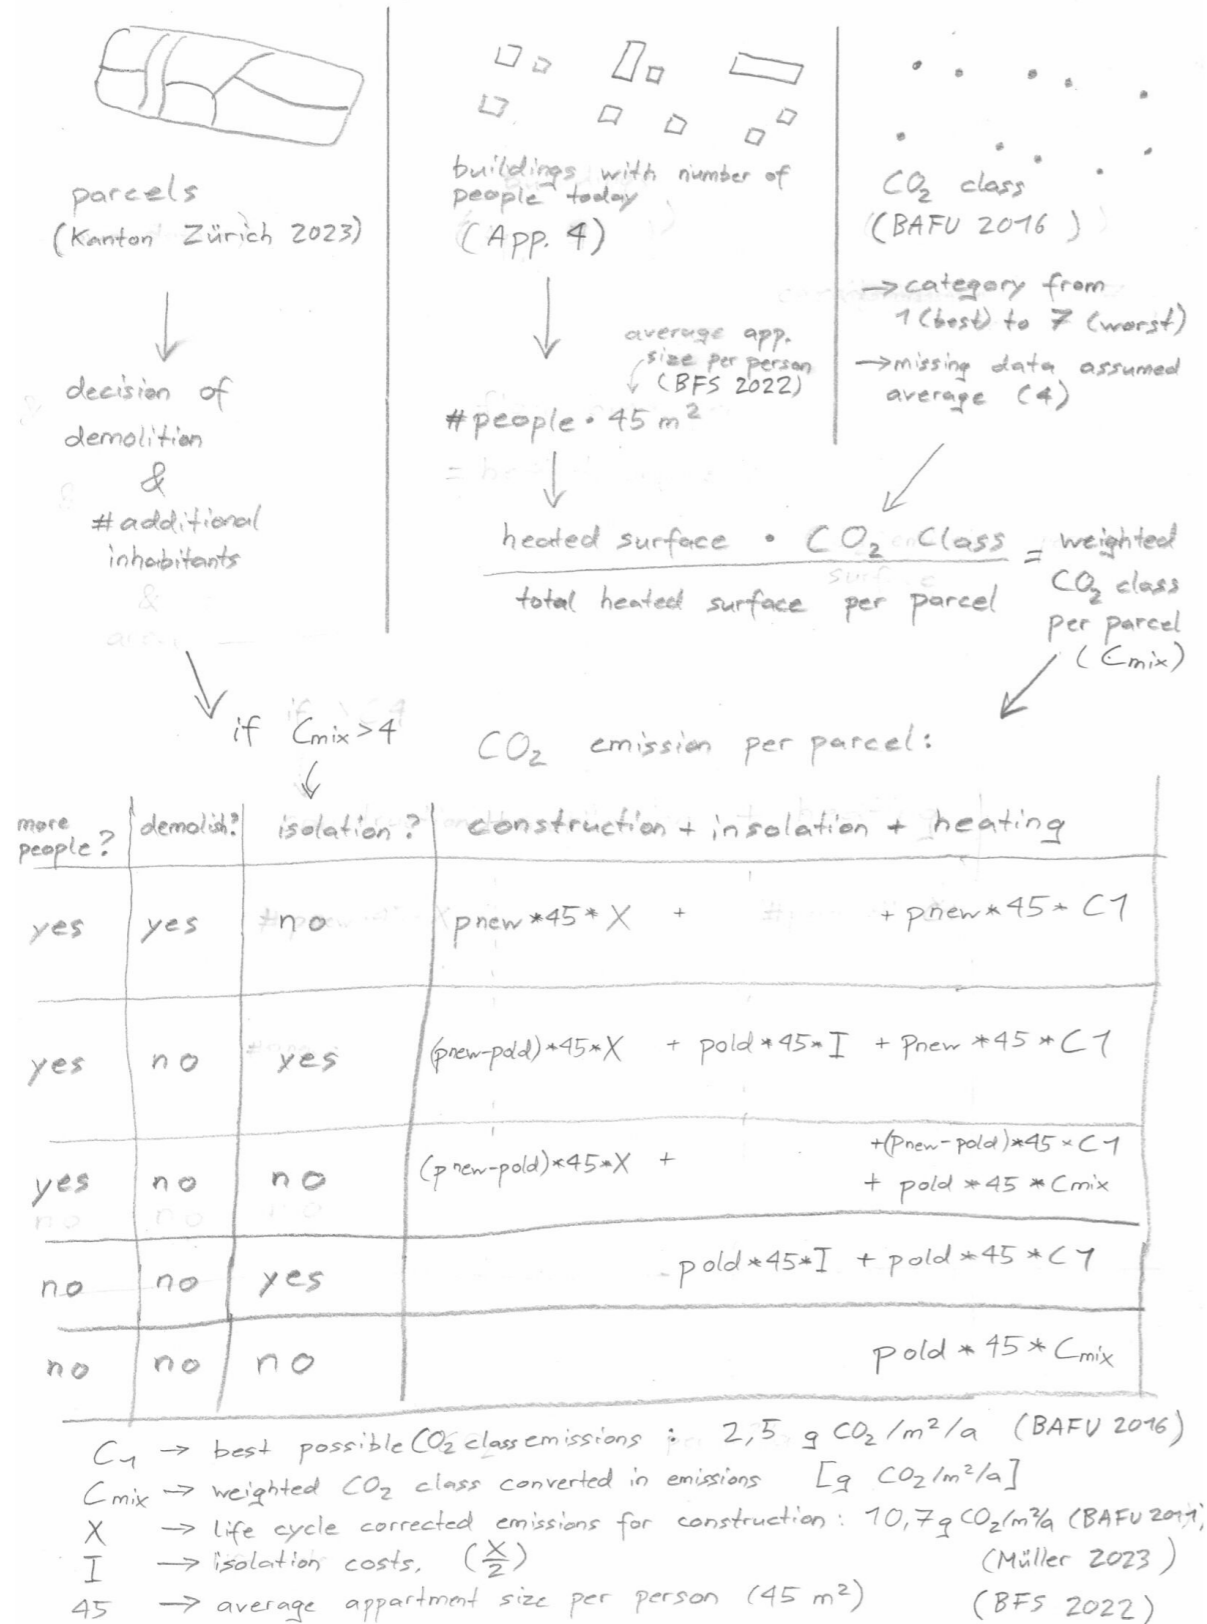 parcels
(Kanton Zürich 2023)
decision of
demolition
&
# additional
inhabitants
buildings with number of
people today
(App. 4)
average app.
size per person
(BFS 2022)
#people · 45 m²
CO₂ class
(BAFU 2016 )
→ category from
1 (best) to 7 (worst)
→ missing data assumed
average (4)
heated surface · CO₂ Class
total heated surface per parcel
= weighted
CO₂ class
per parcel
(Cmix)
if Cmix>4
CO₂ emission per parcel:
more people? demolish? isolation? construction + insolation + heating
yes yes no pnew*45*X + + pnew*45*C1
yes no yes (pnew-pold)*45*X + pold*45*I + pnew*45*C1
yes no no (pnew-pold)*45*X + +(pnew-pold)*45*C1
+ pold*45*Cmix
no no yes pold*45*I + pold*45*C1
no no no pold*45*Cmix
C1 → best possible CO₂ class emissions : 2,5 g CO₂/m²/a (BAFU 2016)
Cmix → weighted CO₂ class converted in emissions [g CO₂/m²/a]
X → life cycle corrected emissions for construction: 10,7g CO₂/m²/a (BAFU 2011,
I → isolation costs. (X/2) (Müller 2023)
45 → average appartment size per person (45 m²) (BFS 2022)